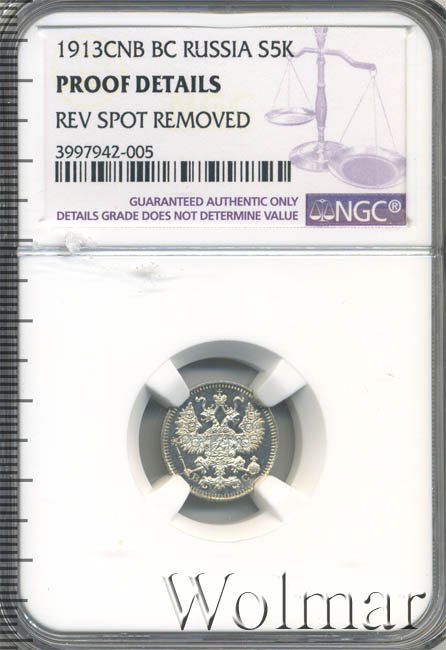 1913CNB BC RUSSIA S5K
PROOF DETAILS
REV SPOT REMOVED
3997942-005
GUARANTEED AUTHENTIC ONLY
DETAILS GRADE DOES NOT DETERMINE VALUE
NGC®
Wolmar